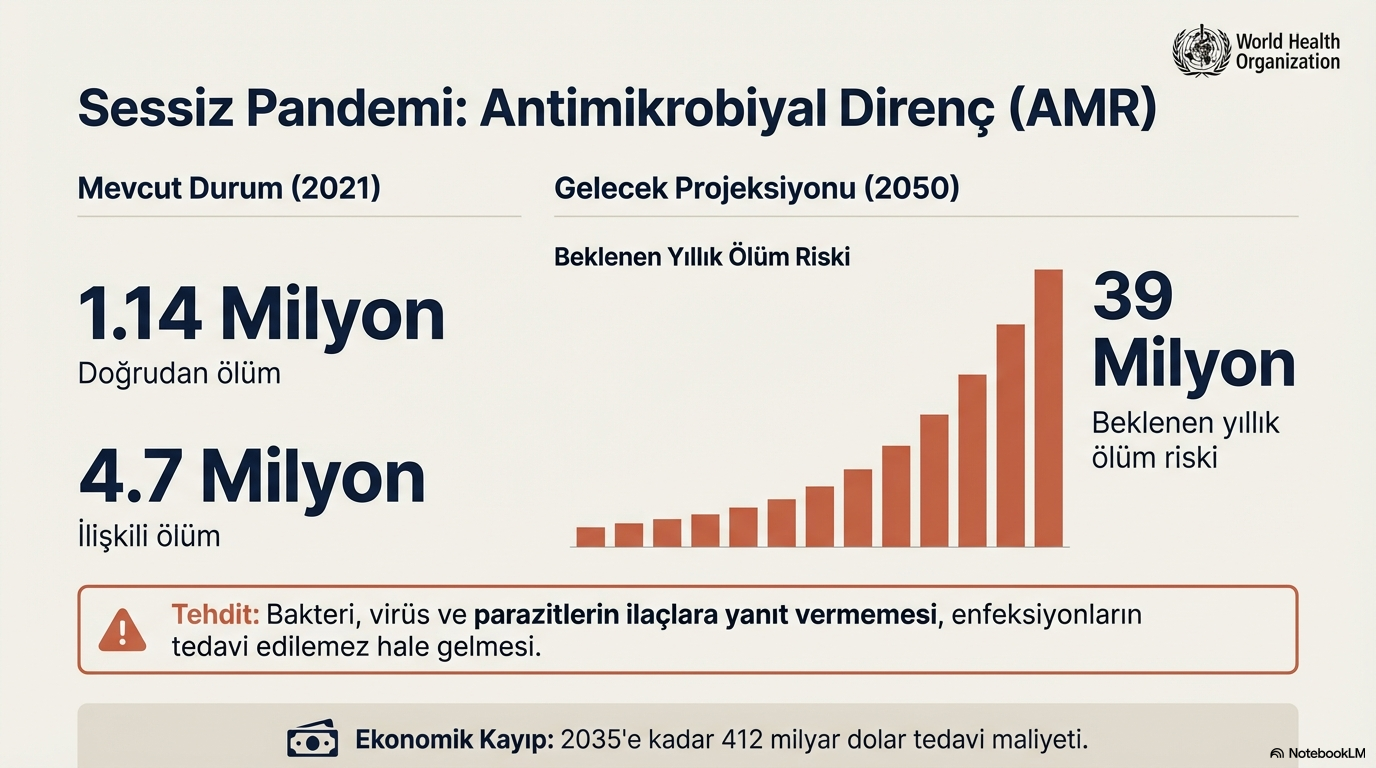 World Health
Organization
Sessiz Pandemi: Antimikrobiyal Direnç (AMR)
Mevcut Durum (2021)
1.14 Milyon
Doğrudan ölüm
4.7 Milyon
İlişkili ölüm
Gelecek Projeksiyonu (2050)
Beklenen Yıllık Ölüm Riski
39
Milyon
Beklenen yıllık
ölüm riski
Tehdit: Bakteri, virüs ve parazitlerin ilaçlara yanıt vermemesi, enfeksiyonların
tedavi edilemez hale gelmesi.
Ekonomik Kayıp: 2035'e kadar 412 milyar dolar tedavi maliyeti.
NotebookLM